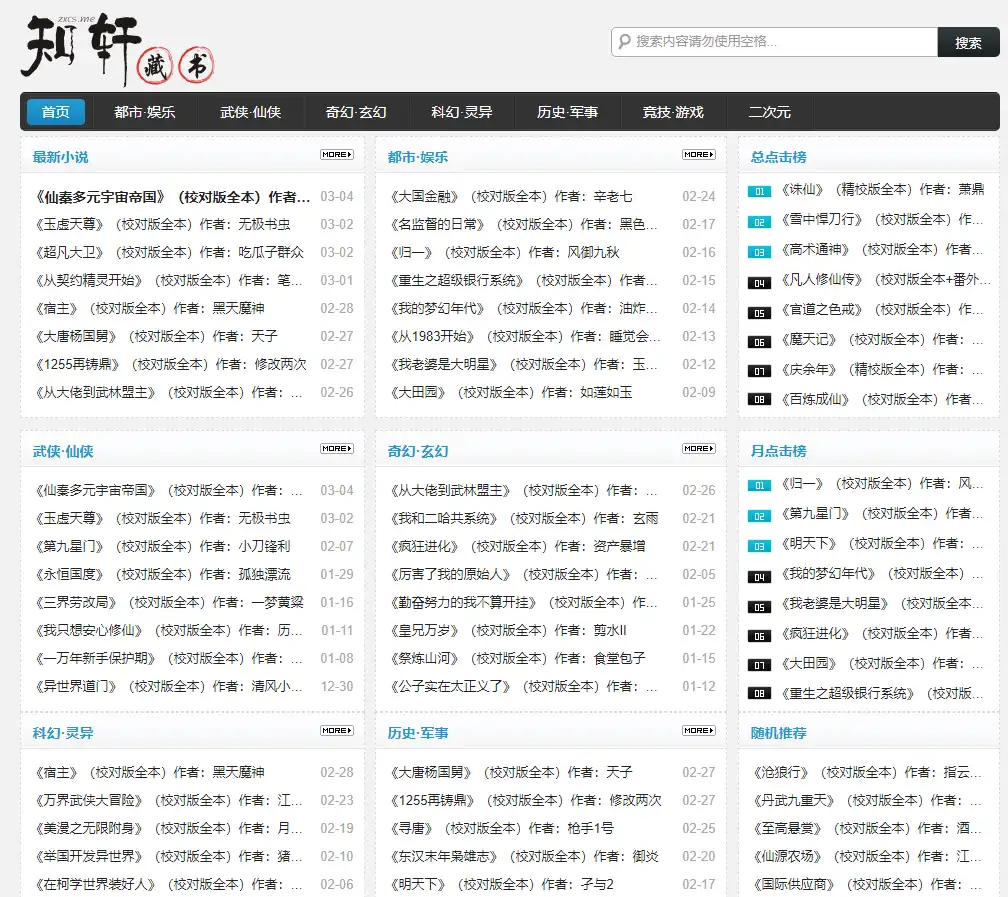 zxcs.me
知轩
藏书
搜索内容请勿使用空格...
搜索
首页 都市·娱乐 武侠·仙侠 奇幻·玄幻 科幻·灵异 历史·军事 竞技·游戏 二次元
最新小说 MORE
《仙秦多元宇宙帝国》（校对版全本）作者... 03-04
《玉虚天尊》（校对版全本）作者：无极书虫 03-02
《超凡大卫》（校对版全本）作者：吃瓜子群众 03-02
《从契约精灵开始》（校对版全本）作者：笔... 03-01
《宿主》（校对版全本）作者：黑天魔神 02-28
《大唐杨国舅》（校对版全本）作者：天子 02-27
《1255再铸鼎》（校对版全本）作者：修改两次 02-27
《从大佬到武林盟主》（校对版全本）作者：... 02-26
都市·娱乐 MORE
《大国金融》（校对版全本）作者：辛老七 02-24
《名监督的日常》（校对版全本）作者：黑色... 02-17
《归一》（校对版全本）作者：风御九秋 02-16
《重生之超级银行系统》（校对版全本）作者... 02-15
《我的梦幻年代》（校对版全本）作者：油炸... 02-14
《从1983开始》（校对版全本）作者：睡觉会... 02-13
《我老婆是大明星》（校对版全本）作者：玉... 02-12
《大田园》（校对版全本）作者：如莲如玉 02-09
总点击榜
01 《诛仙》（精校版全本）作者：萧鼎
02 《雪中悍刀行》（校对版全本）作...
03 《高术通神》（校对版全本）作者...
04 《凡人修仙传》（校对版全本+番外...
05 《官道之色戒》（校对版全本）作...
06 《魔天记》（校对版全本）作者：...
07 《庆余年》（精校版全本）作者：...
08 《百炼成仙》（校对版全本）作者...
武侠·仙侠 MORE
《仙秦多元宇宙帝国》（校对版全本）作者：... 03-04
《玉虚天尊》（校对版全本）作者：无极书虫 03-02
《第九星门》（校对版全本）作者：小刀锋利 02-07
《永恒国度》（校对版全本）作者：孤独漂流 01-29
《三界劳改局》（校对版全本）作者：一梦黄粱 01-16
《我只想安心修仙》（校对版全本）作者：历... 01-11
《一万年新手保护期》（校对版全本）作者：... 01-08
《异世界道门》（校对版全本）作者：清风小... 12-30
奇幻·玄幻 MORE
《从大佬到武林盟主》（校对版全本）作者：... 02-26
《我和二哈共系统》（校对版全本）作者：玄雨 02-21
《疯狂进化》（校对版全本）作者：资产暴增 02-21
《厉害了我的原始人》（校对版全本）作者：... 02-05
《勤奋努力的我不算开挂》（校对版全本）作... 01-25
《皇兄万岁》（校对版全本）作者：剪水II 01-22
《祭炼山河》（校对版全本）作者：食堂包子 01-15
《公子实在太正义了》（校对版全本）作者：... 01-12
月点击榜
01 《归一》（校对版全本）作者：风...
02 《第九星门》（校对版全本）作者...
03 《明天下》（校对版全本）作者：...
04 《我的梦幻年代》（校对版全本）...
05 《我老婆是大明星》（校对版全本...
06 《疯狂进化》（校对版全本）作者...
07 《大田园》（校对版全本）作者：...
08 《重生之超级银行系统》（校对版...
科幻·灵异 MORE
《宿主》（校对版全本）作者：黑天魔神 02-28
《万界武侠大冒险》（校对版全本）作者：江... 02-23
《美漫之无限附身》（校对版全本）作者：月... 02-19
《举国开发异世界》（校对版全本）作者：猪... 02-10
《在柯学世界装好人》（校对版全本）作者：... 02-06
历史·军事 MORE
《大唐杨国舅》（校对版全本）作者：天子 02-27
《1255再铸鼎》（校对版全本）作者：修改两次 02-27
《寻唐》（校对版全本）作者：枪手1号 02-25
《东汉末年枭雄志》（校对版全本）作者：御炎 02-20
《明天下》（校对版全本）作者：孑与2 02-17
随机推荐
《沧狼行》（校对版全本）作者：指云...
《丹武九重天》（校对版全本）作者：...
《至高悬赏》（校对版全本）作者：酒...
《仙源农场》（校对版全本）作者：江...
《国际供应商》（校对版全本）作者：...